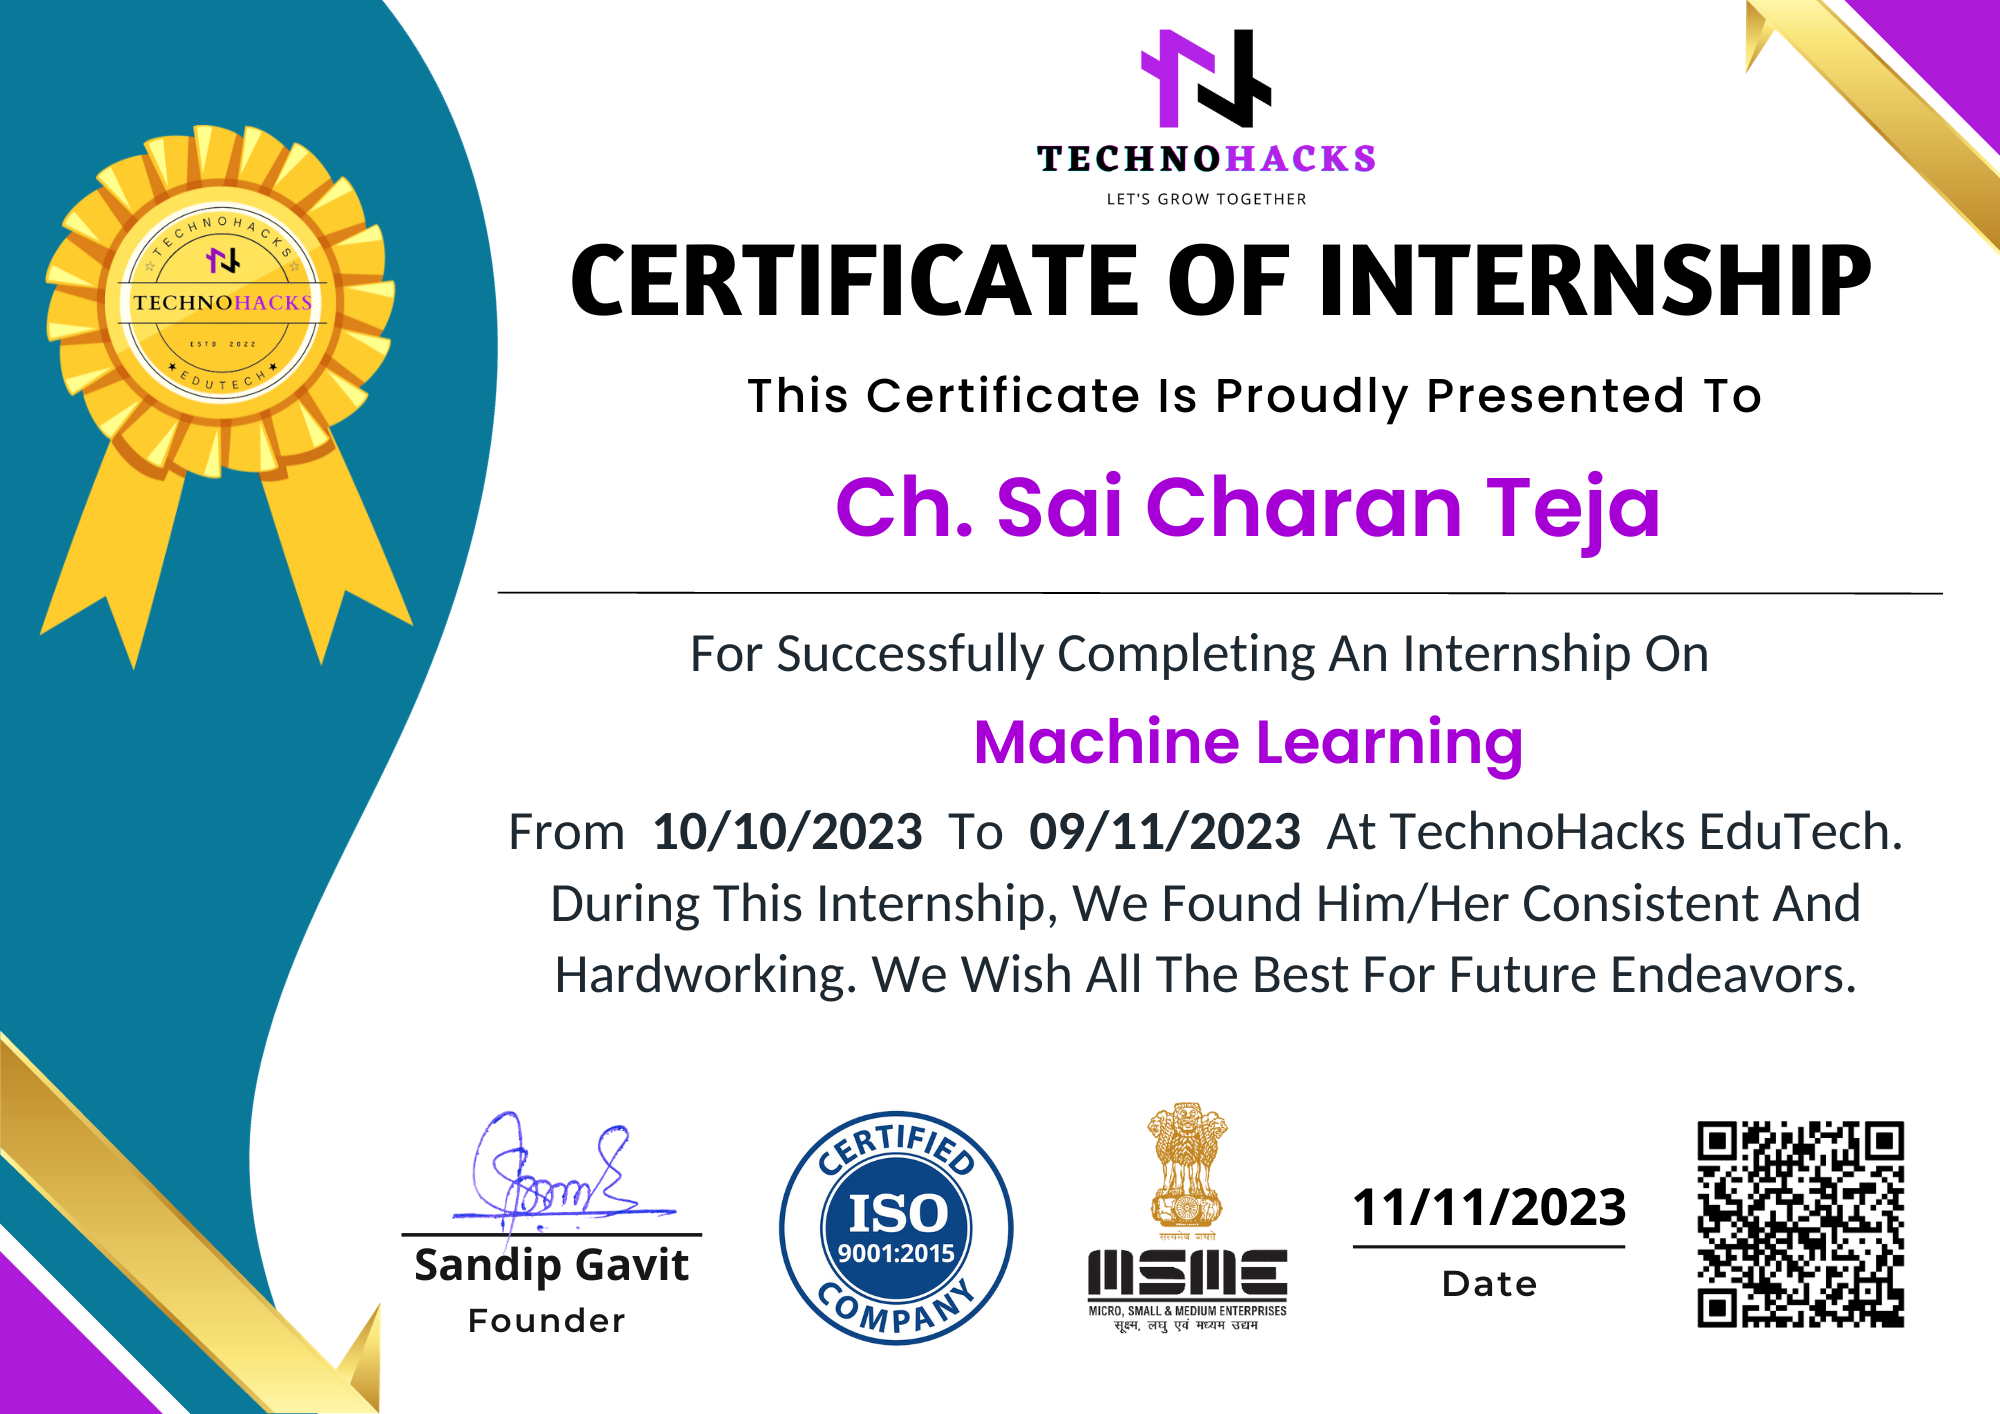 TECHNOHACKS
LET'S GROW TOGETHER
TECHNOHACKS
TECHNOHACKS
ESTD 2022
EDUTECH
CERTIFICATE OF INTERNSHIP
This Certificate Is Proudly Presented To
Ch. Sai Charan Teja
For Successfully Completing An Internship On
Machine Learning
From 10/10/2023 To 09/11/2023 At TechnoHacks EduTech.
During This Internship, We Found Him/Her Consistent And
Hardworking. We Wish All The Best For Future Endeavors.
Sandip Gavit
Founder
CERTIFIED
ISO
9001:2015
COMPANY
सत्यमेव जयते
MSME
MICRO, SMALL & MEDIUM ENTERPRISES
सूक्ष्म, लघु एवं मध्यम उद्यम
11/11/2023
Date